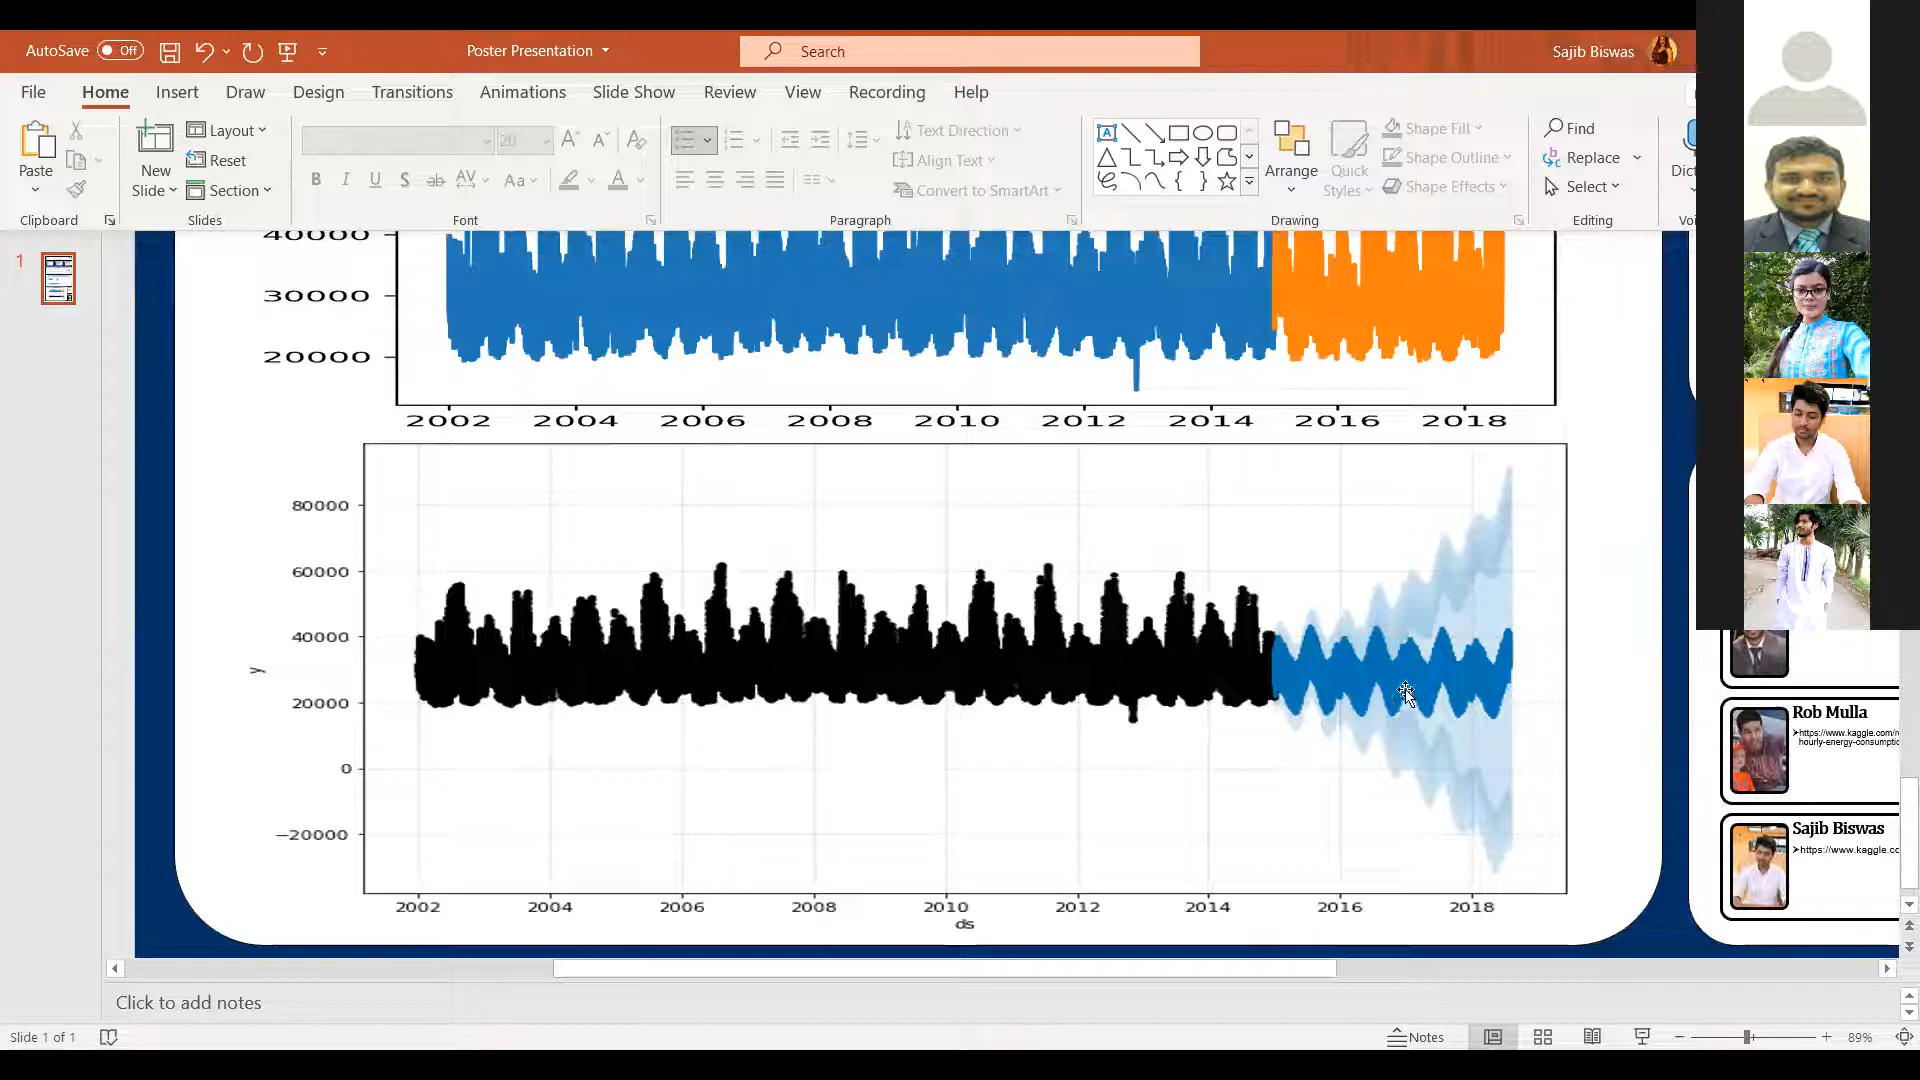 AutoSave Off Poster Presentation Search Sajib Biswas
File Home Insert Draw Design Transitions Animations Slide Show Review View Recording Help
Paste
New Slide
Layout
Reset
Section
20
Text Direction
Align Text
Convert to SmartArt
Arrange
Quick Styles
Shape Fill
Shape Outline
Shape Effects
Find
Replace
Select
Dict
Clipboard Slides Font Paragraph Drawing Editing Voi
1
40000
30000
20000
2002 2004 2006 2008 2010 2012 2014 2016 2018
80000
60000
40000
20000
0
−20000
y
2002 2004 2006 2008 2010 2012 2014 2016 2018
ds
Rob Mulla
https://www.kaggle.com/r
hourly-energy-consumptio
Sajib Biswas
https://www.kaggle.cc
Click to add notes
Slide 1 of 1 Notes 89%